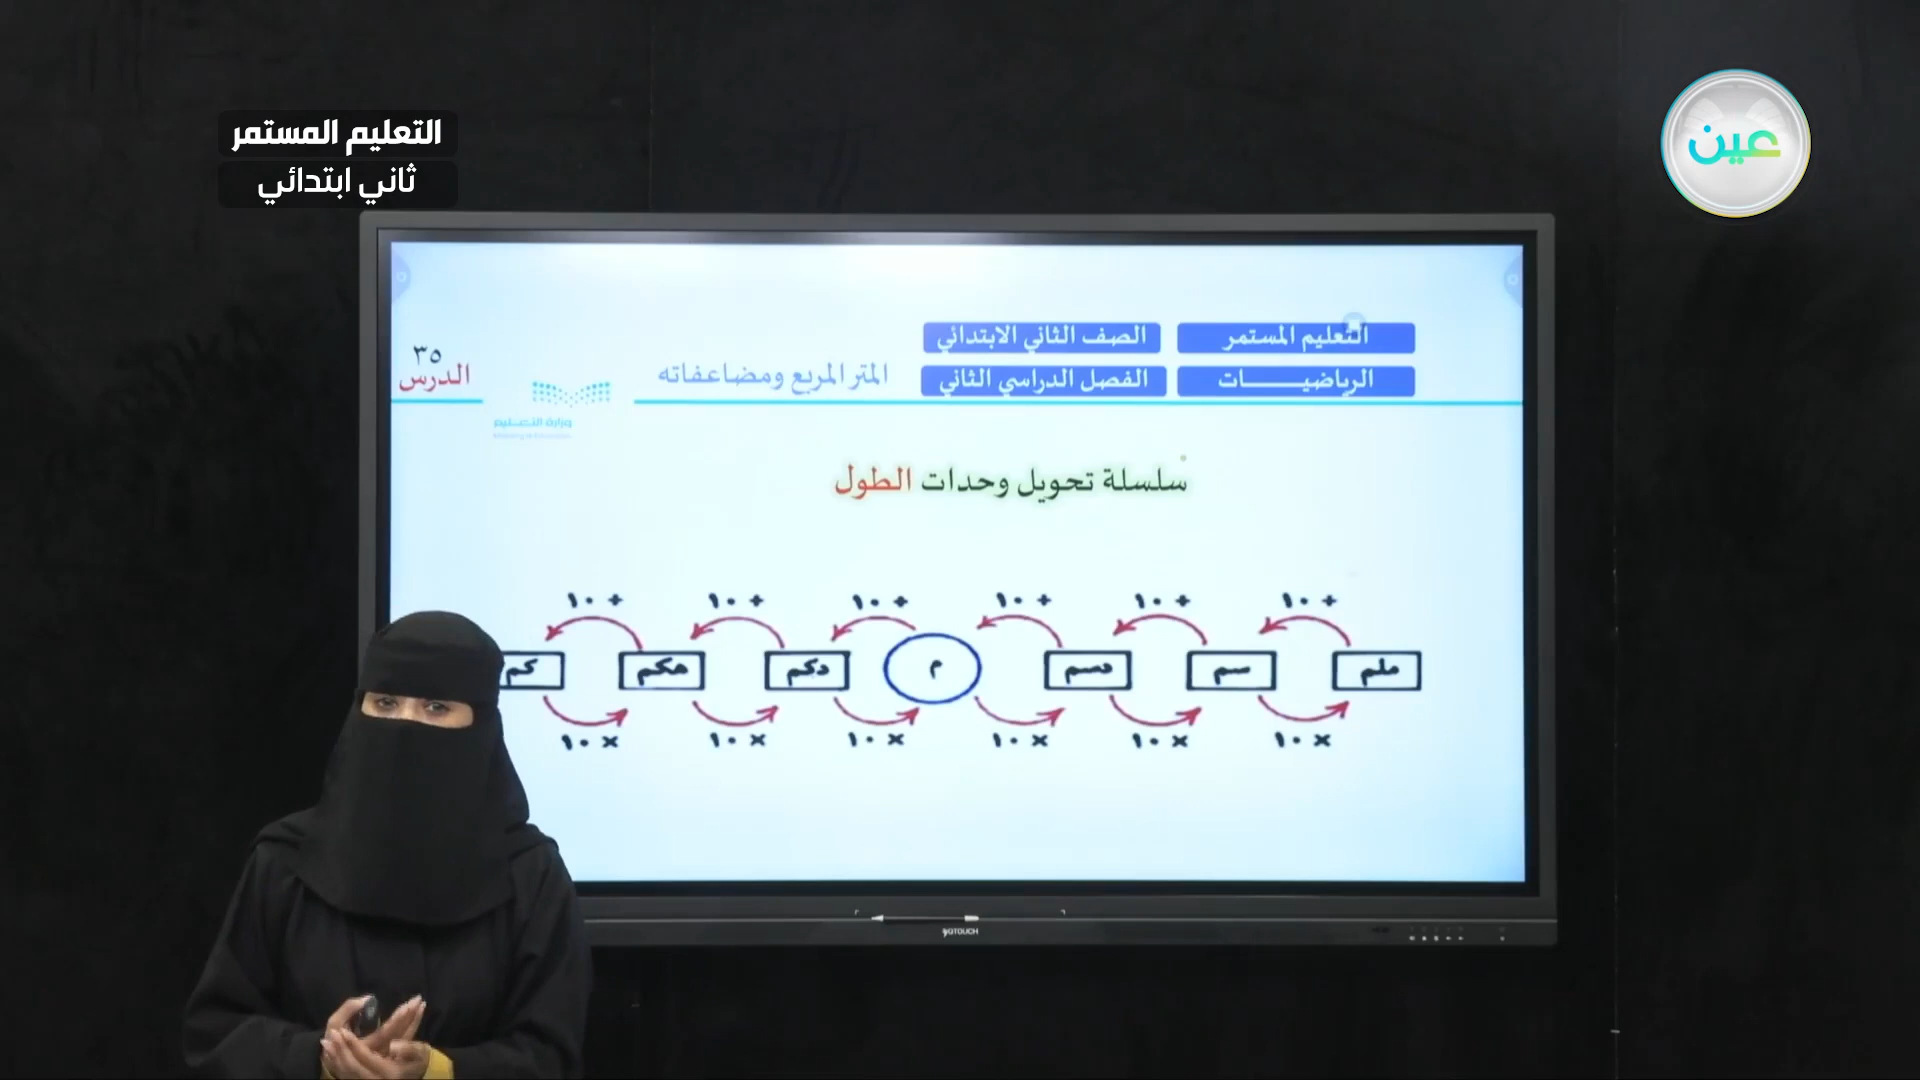 التعليم المستمر
ثاني ابتدائي
عين
التعليم المستمر
الصف الثاني الابتدائي
الرياضيـــــات
الفصل الدراسي الثاني
المتر المربع ومضاعفاته
٣٥
الدرس
وزارة التعليم
سلسلة تحويل وحدات الطول
÷ ١٠ ÷ ١٠ ÷ ١٠ ÷ ١٠ ÷ ١٠ ÷ ١٠
ملم سم دسم م دكم هكم كم
× ١٠ × ١٠ × ١٠ × ١٠ × ١٠ × ١٠